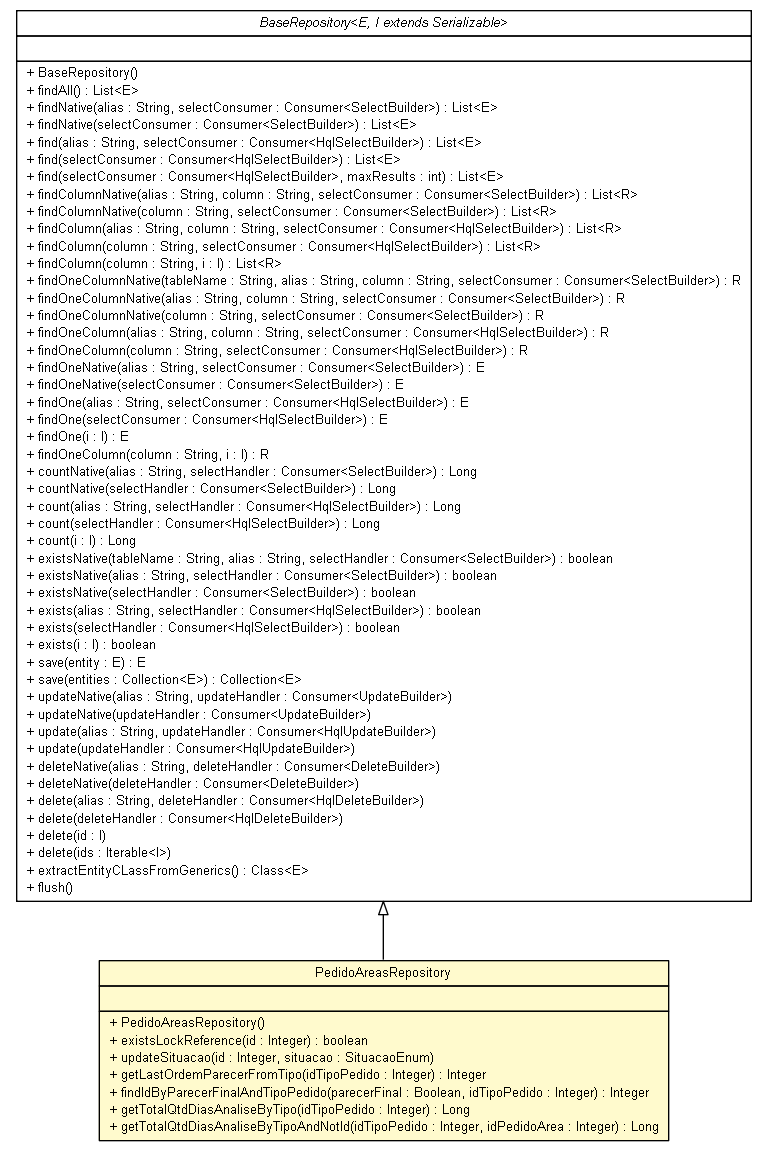 BaseRepository<E, I extends Serializable>
+ BaseRepository()
+ findAll() : List<E>
+ findNative(alias : String, selectConsumer : Consumer<SelectBuilder>) : List<E>
+ findNative(selectConsumer : Consumer<SelectBuilder>) : List<E>
+ find(alias : String, selectConsumer : Consumer<HqlSelectBuilder>) : List<E>
+ find(selectConsumer : Consumer<HqlSelectBuilder>) : List<E>
+ find(selectConsumer : Consumer<HqlSelectBuilder>, maxResults : int) : List<E>
+ findColumnNative(alias : String, column : String, selectConsumer : Consumer<SelectBuilder>) : List<R>
+ findColumnNative(column : String, selectConsumer : Consumer<SelectBuilder>) : List<R>
+ findColumn(alias : String, column : String, selectConsumer : Consumer<HqlSelectBuilder>) : List<R>
+ findColumn(column : String, selectConsumer : Consumer<HqlSelectBuilder>) : List<R>
+ findColumn(column : String, i : I) : List<R>
+ findOneColumnNative(tableName : String, alias : String, column : String, selectConsumer : Consumer<SelectBuilder>) : R
+ findOneColumnNative(alias : String, column : String, selectConsumer : Consumer<SelectBuilder>) : R
+ findOneColumnNative(column : String, selectConsumer : Consumer<SelectBuilder>) : R
+ findOneColumn(alias : String, column : String, selectConsumer : Consumer<HqlSelectBuilder>) : R
+ findOneColumn(column : String, selectConsumer : Consumer<HqlSelectBuilder>) : R
+ findOneNative(alias : String, selectConsumer : Consumer<SelectBuilder>) : E
+ findOneNative(selectConsumer : Consumer<SelectBuilder>) : E
+ findOne(alias : String, selectConsumer : Consumer<HqlSelectBuilder>) : E
+ findOne(selectConsumer : Consumer<HqlSelectBuilder>) : E
+ findOne(i : I) : E
+ findOneColumn(column : String, i : I) : R
+ countNative(alias : String, selectHandler : Consumer<SelectBuilder>) : Long
+ countNative(selectHandler : Consumer<SelectBuilder>) : Long
+ count(alias : String, selectHandler : Consumer<HqlSelectBuilder>) : Long
+ count(selectHandler : Consumer<HqlSelectBuilder>) : Long
+ count(i : I) : Long
+ existsNative(tableName : String, alias : String, selectHandler : Consumer<SelectBuilder>) : boolean
+ existsNative(alias : String, selectHandler : Consumer<SelectBuilder>) : boolean
+ existsNative(selectHandler : Consumer<SelectBuilder>) : boolean
+ exists(alias : String, selectHandler : Consumer<HqlSelectBuilder>) : boolean
+ exists(selectHandler : Consumer<HqlSelectBuilder>) : boolean
+ exists(i : I) : boolean
+ save(entity : E) : E
+ save(entities : Collection<E>) : Collection<E>
+ updateNative(alias : String, updateHandler : Consumer<UpdateBuilder>)
+ updateNative(updateHandler : Consumer<UpdateBuilder>)
+ update(alias : String, updateHandler : Consumer<HqlUpdateBuilder>)
+ update(updateHandler : Consumer<HqlUpdateBuilder>)
+ deleteNative(alias : String, deleteHandler : Consumer<DeleteBuilder>)
+ deleteNative(deleteHandler : Consumer<DeleteBuilder>)
+ delete(alias : String, deleteHandler : Consumer<HqlDeleteBuilder>)
+ delete(deleteHandler : Consumer<HqlDeleteBuilder>)
+ delete(id : I)
+ delete(ids : Iterable<I>)
+ extractEntityCLassFromGenerics() : Class<E>
+ flush()
PedidoAreasRepository
+ PedidoAreasRepository()
+ existsLockReference(id : Integer) : boolean
+ updateSituacao(id : Integer, situacao : SituacaoEnum)
+ getLastOrdemParecerFromTipo(idTipoPedido : Integer) : Integer
+ findIdByParecerFinalAndTipoPedido(parecerFinal : Boolean, idTipoPedido : Integer) : Integer
+ getTotalQtdDiasAnaliseByTipo(idTipoPedido : Integer) : Long
+ getTotalQtdDiasAnaliseByTipoAndNotId(idTipoPedido : Integer, idPedidoArea : Integer) : Long